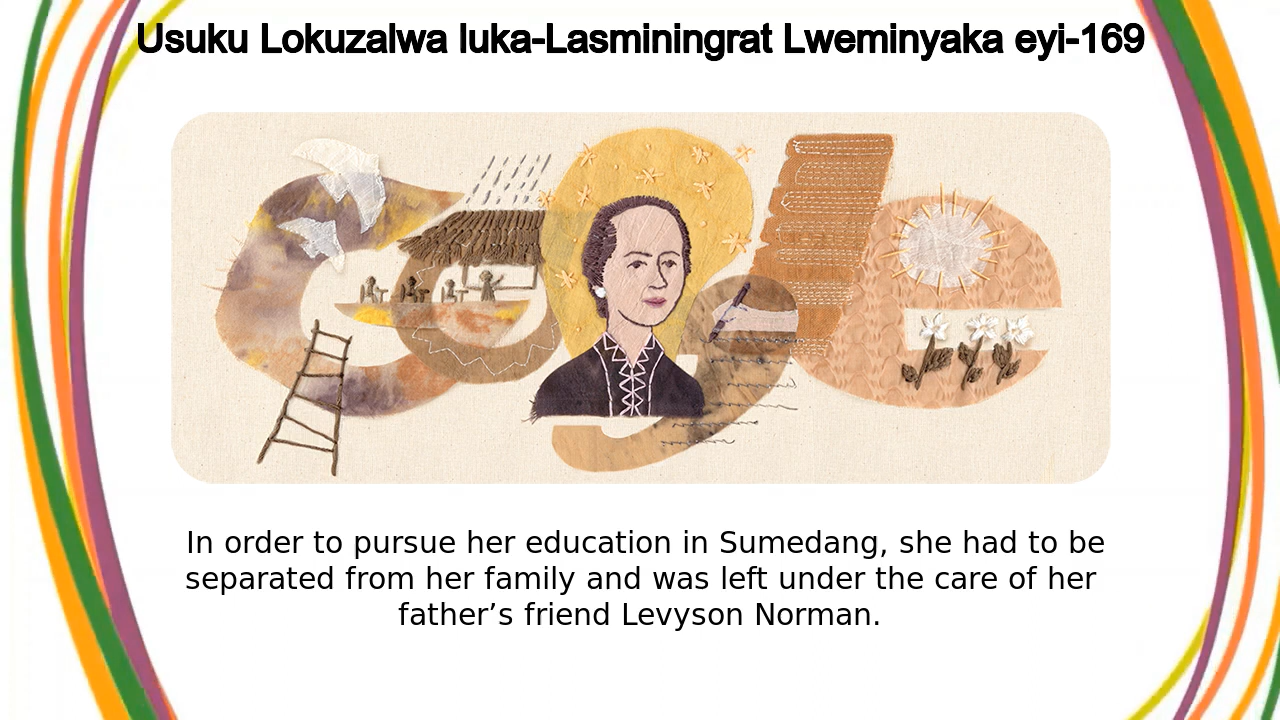 Usuku Lokuzalwa luka-Lasminingrat Lweminyaka eyi-169
In order to pursue her education in Sumedang, she had to be
separated from her family and was left under the care of her
father’s friend Levyson Norman.